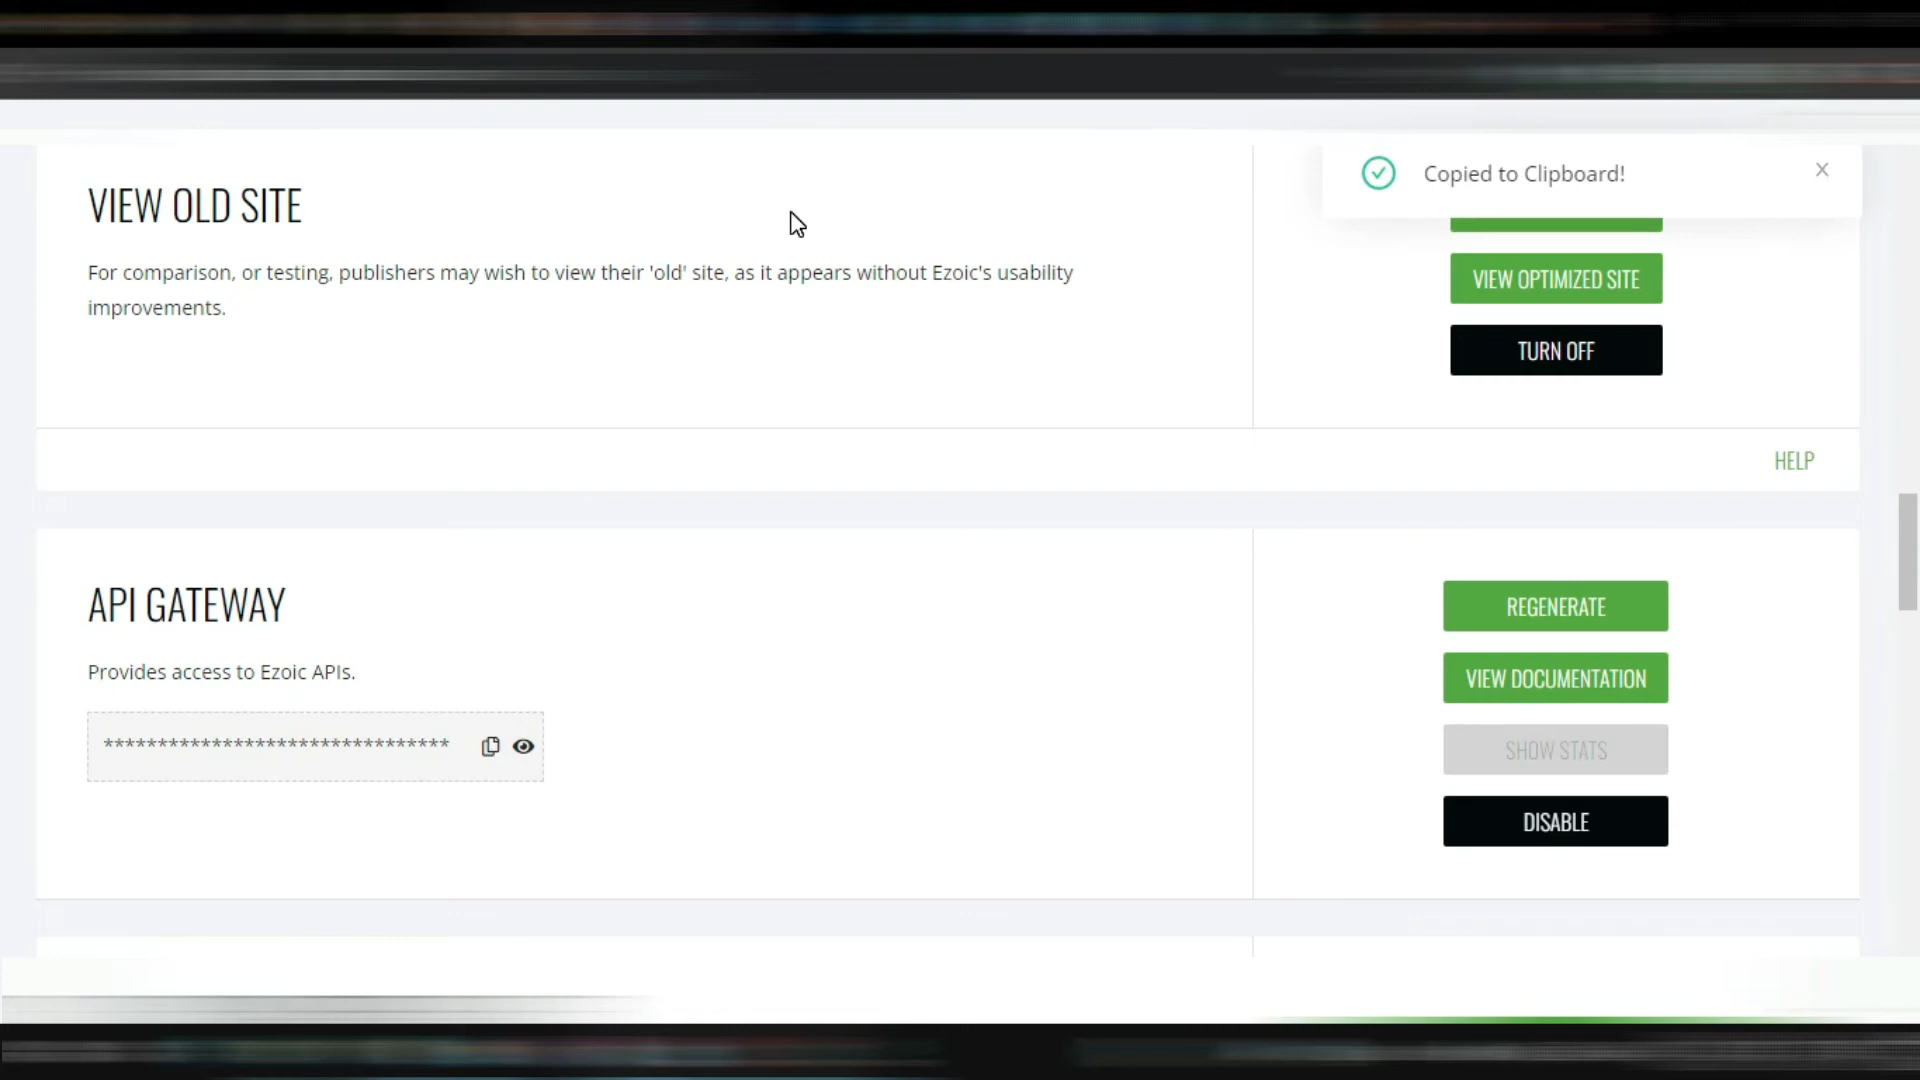 Copied to Clipboard!
VIEW OLD SITE
For comparison, or testing, publishers may wish to view their 'old' site, as it appears without Ezoic's usability
improvements.
VIEW OPTIMIZED SITE
TURN OFF
HELP
API GATEWAY
Provides access to Ezoic APIs.
********************************
REGENERATE
VIEW DOCUMENTATION
SHOW STATS
DISABLE